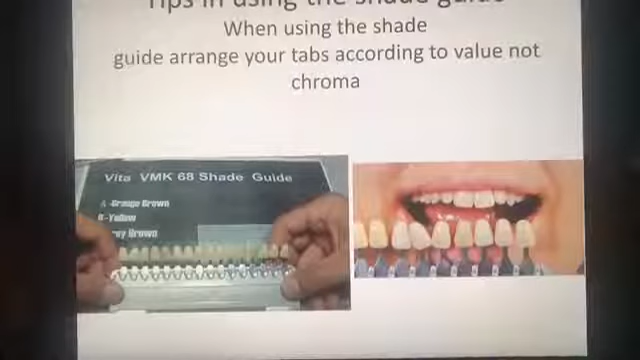 Tips in using the shade guide
When using the shade
guide arrange your tabs according to value not
chroma
Vita VMK 68 Shade Guide
A -Orange Brown
B-Yellow
Brown